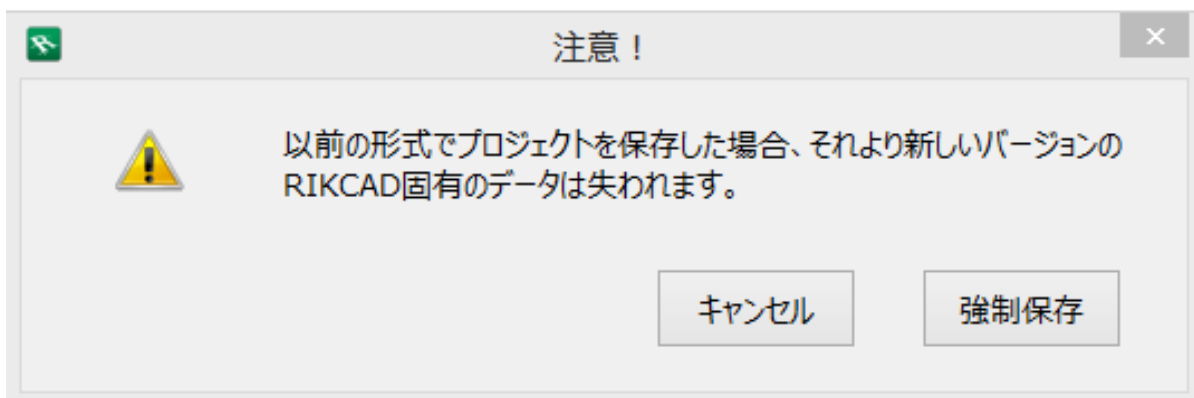 注意！
以前の形式でプロジェクトを保存した場合、それより新しいバージョンの
RIKCAD固有のデータは失われます。
キャンセル
強制保存